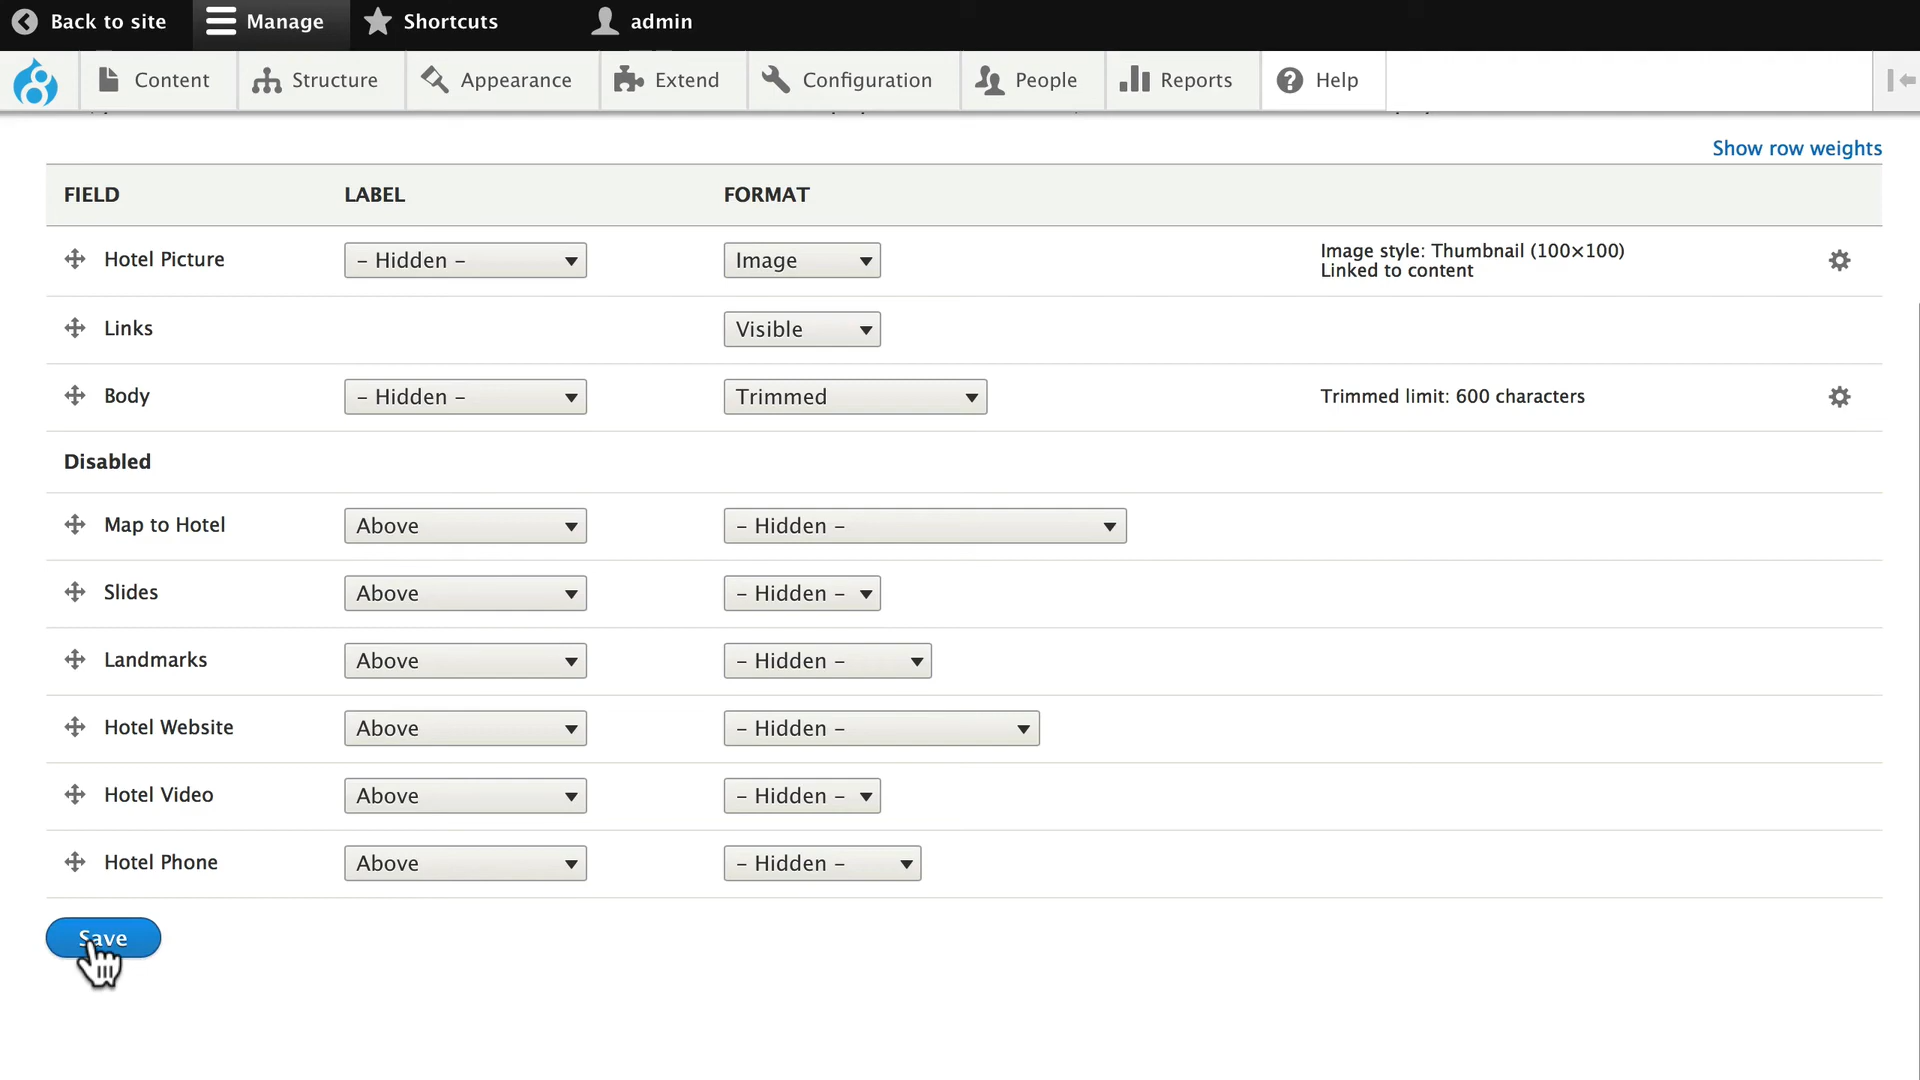 Back to site Manage Shortcuts admin
Content Structure Appearance Extend Configuration People Reports Help
Show row weights
FIELD LABEL FORMAT
Hotel Picture - Hidden - Image Image style: Thumbnail (100×100)
Linked to content
Links Visible
Body - Hidden - Trimmed Trimmed limit: 600 characters
Disabled
Map to Hotel Above - Hidden -
Slides Above - Hidden -
Landmarks Above - Hidden -
Hotel Website Above - Hidden -
Hotel Video Above - Hidden -
Hotel Phone Above - Hidden -
Save